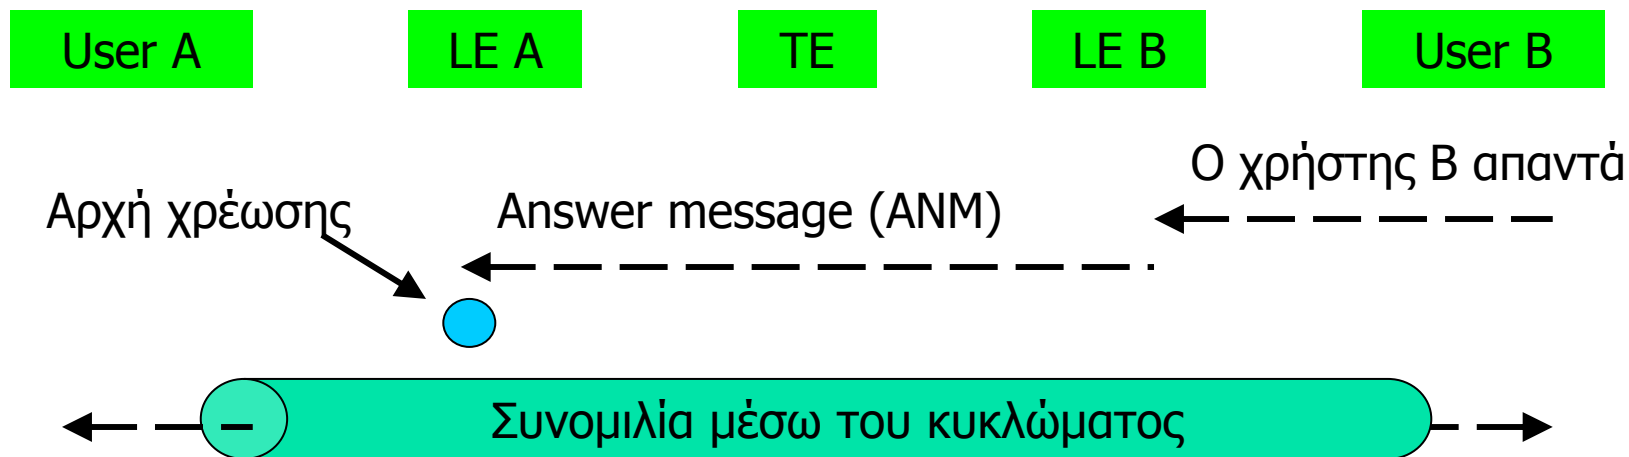 User A LE A TE LE B User B
Ο χρήστης Β απαντά
Αρχή χρέωσης Answer message (ANM)
Συνομιλία μέσω του κυκλώματος